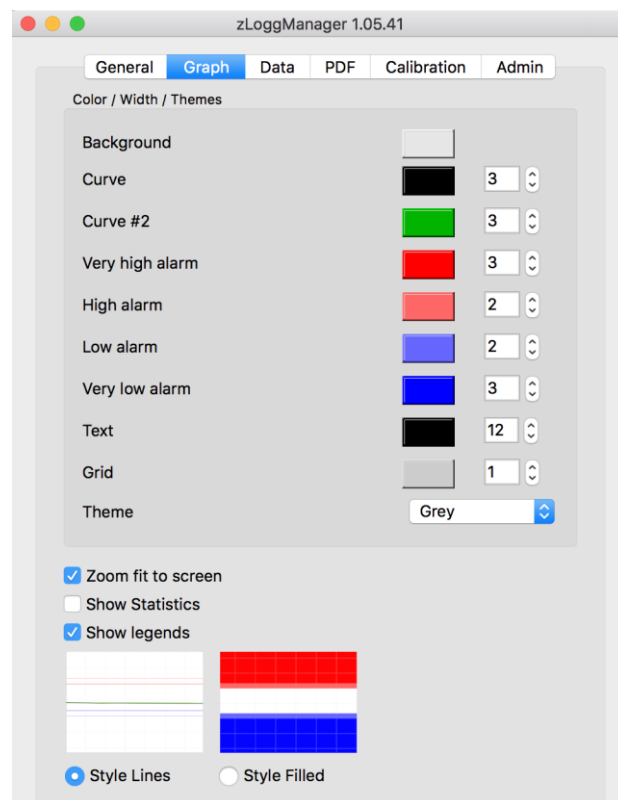 zLoggManager 1.05.41
General Graph Data PDF Calibration Admin
Color / Width / Themes
Background
Curve 3
Curve #2 3
Very high alarm 3
High alarm 2
Low alarm 2
Very low alarm 3
Text 12
Grid 1
Theme Grey
Zoom fit to screen
Show Statistics
Show legends
Style Lines Style Filled